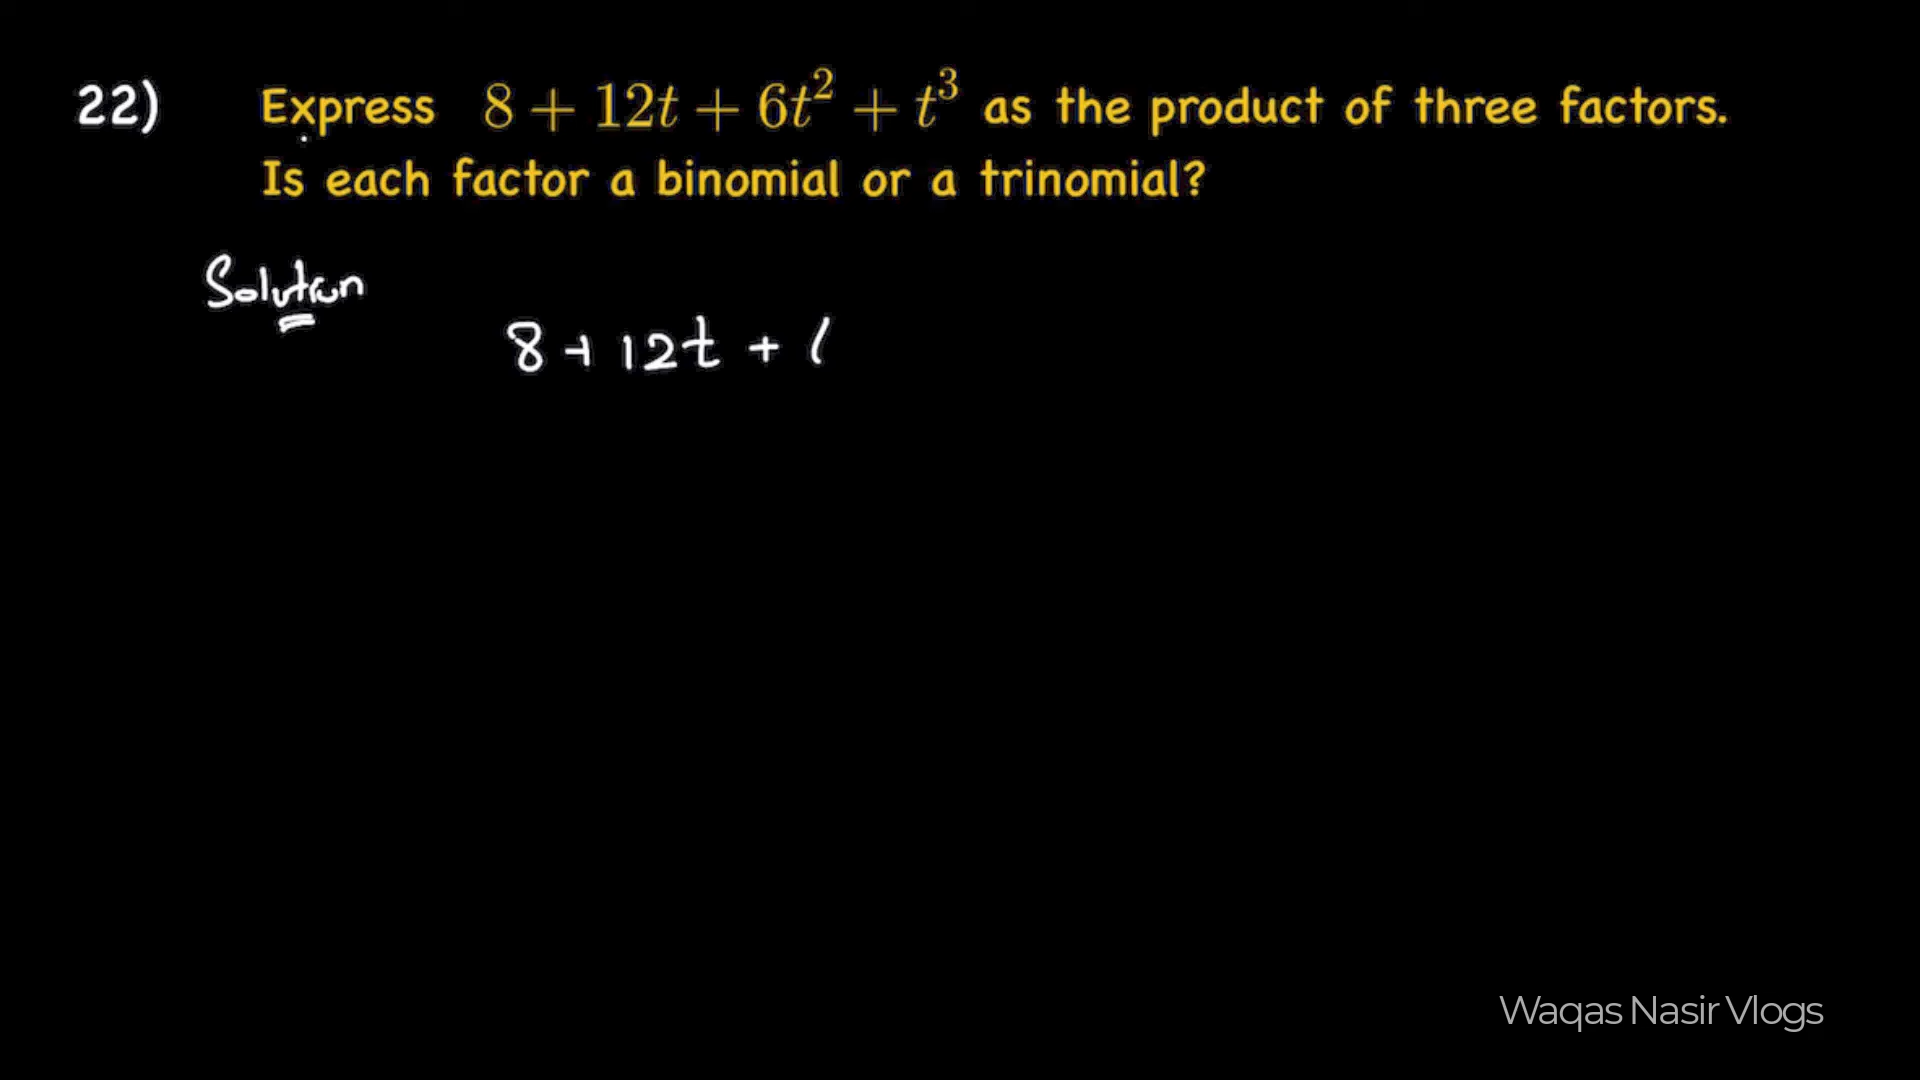 22) Express 8 + 12t + 6t² + t³ as the product of three factors.
Is each factor a binomial or a trinomial?
Solution
8 + 12t + (
Waqas Nasir Vlogs